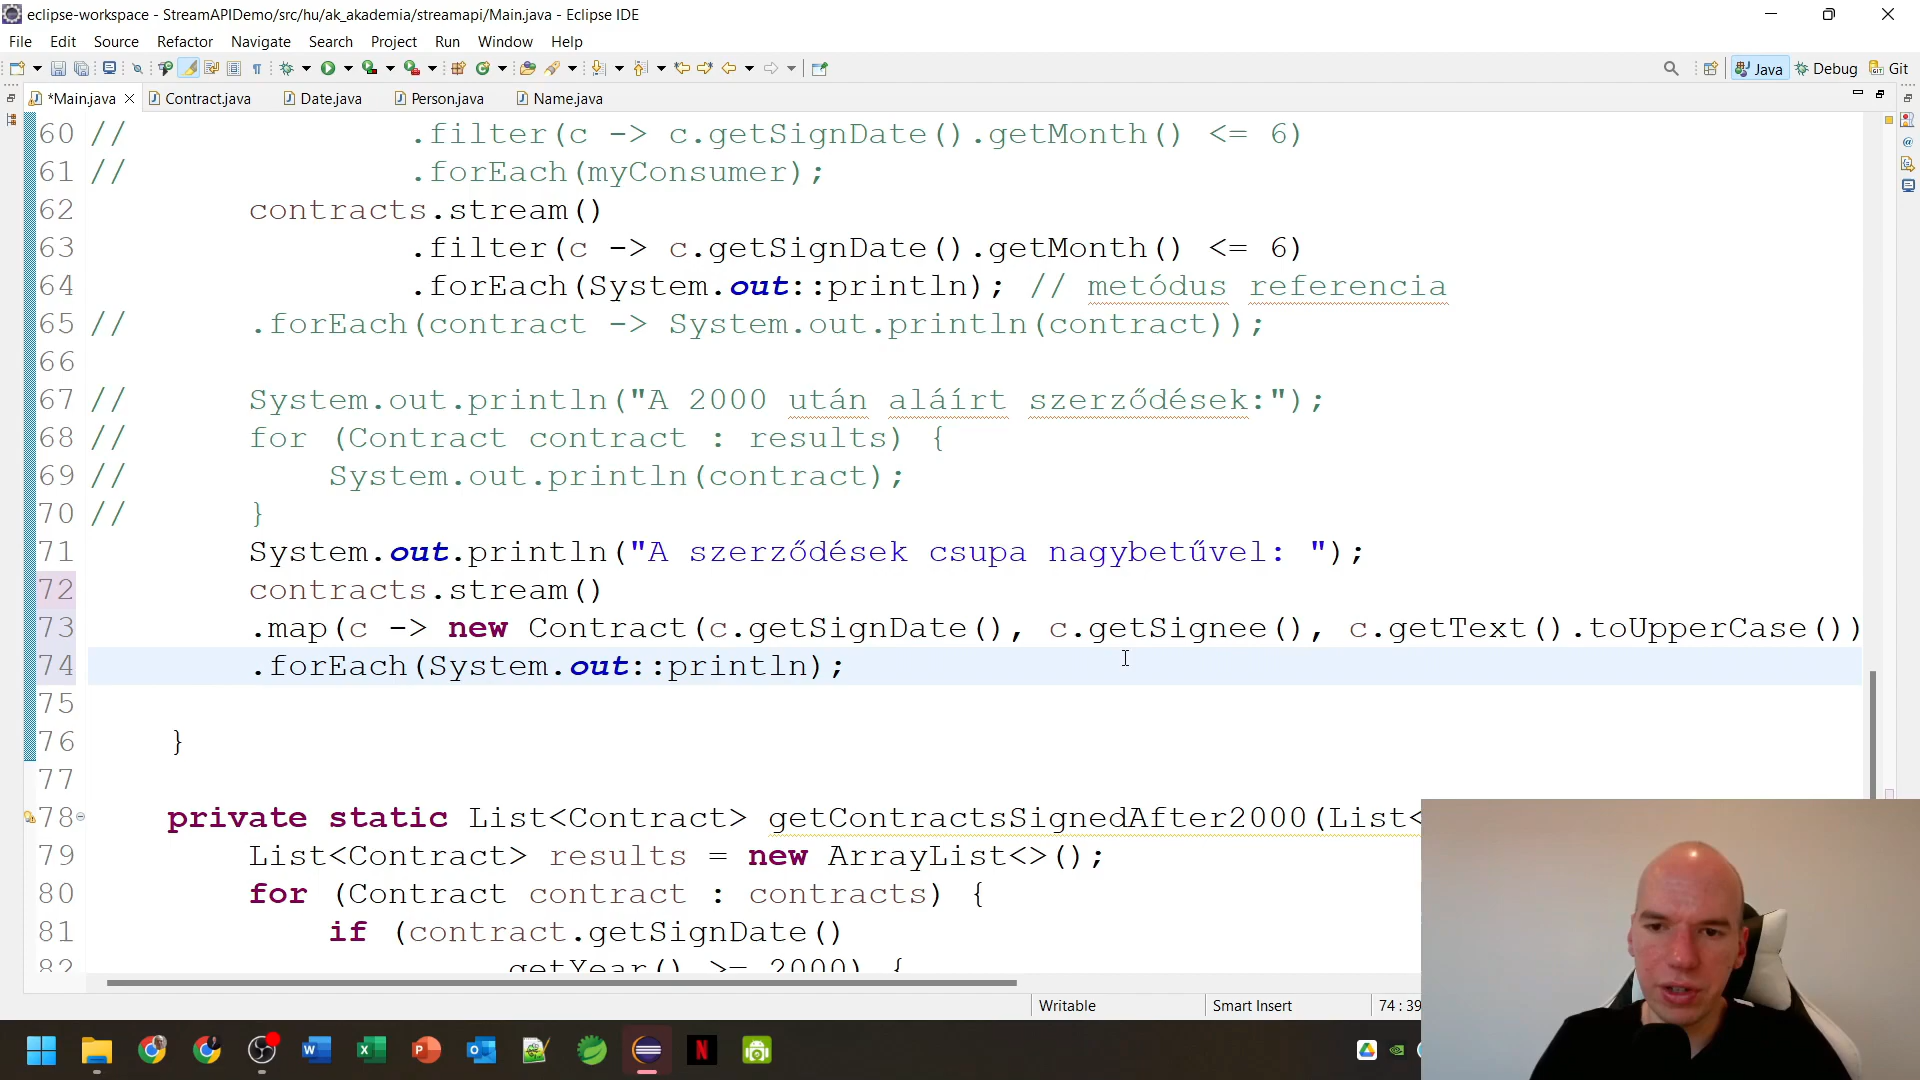 eclipse-workspace - StreamAPIDemo/src/hu/ak_akademia/streamapi/Main.java - Eclipse IDE
File Edit Source Refactor Navigate Search Project Run Window Help
Java Debug Git
*Main.java Contract.java Date.java Person.java Name.java
60 // .filter(c -> c.getSignDate().getMonth() <= 6)
61 // .forEach(myConsumer);
62 contracts.stream()
63 .filter(c -> c.getSignDate().getMonth() <= 6)
64 .forEach(System.out::println); // metódus referencia
65 // .forEach(contract -> System.out.println(contract));
66
67 // System.out.println("A 2000 után aláírt szerződések:");
68 // for (Contract contract : results) {
69 // System.out.println(contract);
70 // }
71 System.out.println("A szerződések csupa nagybetűvel: ");
72 contracts.stream()
73 .map(c -> new Contract(c.getSignDate(), c.getSignee(), c.getText().toUpperCase())
74 .forEach(System.out::println);
75
76 }
77
78 private static List<Contract> getContractsSignedAfter2000(List<
79 List<Contract> results = new ArrayList<>();
80 for (Contract contract : contracts) {
81 if (contract.getSignDate()
82 getYear() >= 2000) {
Writable Smart Insert 74 : 39